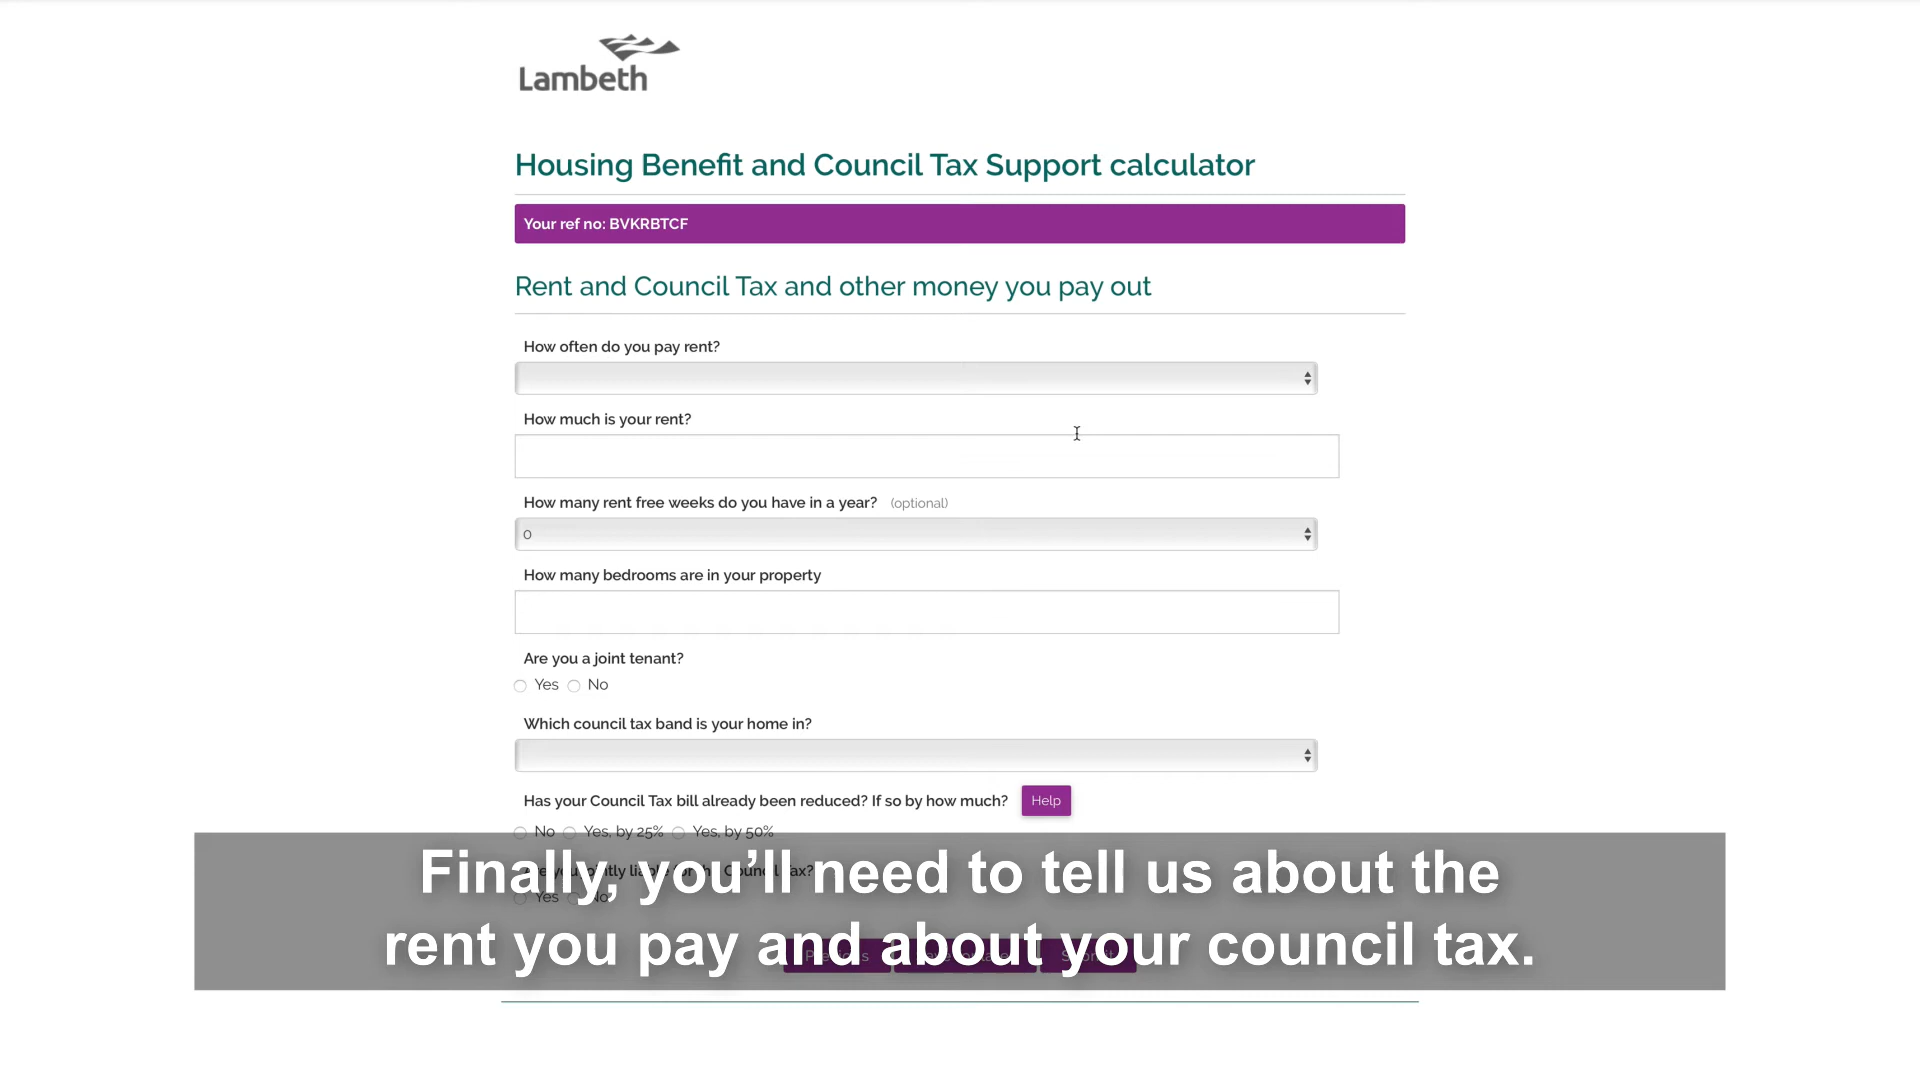 Lambeth
Housing Benefit and Council Tax Support calculator
Your ref no: BVKRBTCF
Rent and Council Tax and other money you pay out
How often do you pay rent?
How much is your rent?
How many rent free weeks do you have in a year? (optional)
0
How many bedrooms are in your property
Are you a joint tenant?
Yes No
Which council tax band is your home in?
Has your Council Tax bill already been reduced? If so by how much? Help
No Yes, by 25% Yes, by 50%
Yes No
Finally, you’ll need to tell us about the
rent you pay and about your council tax.